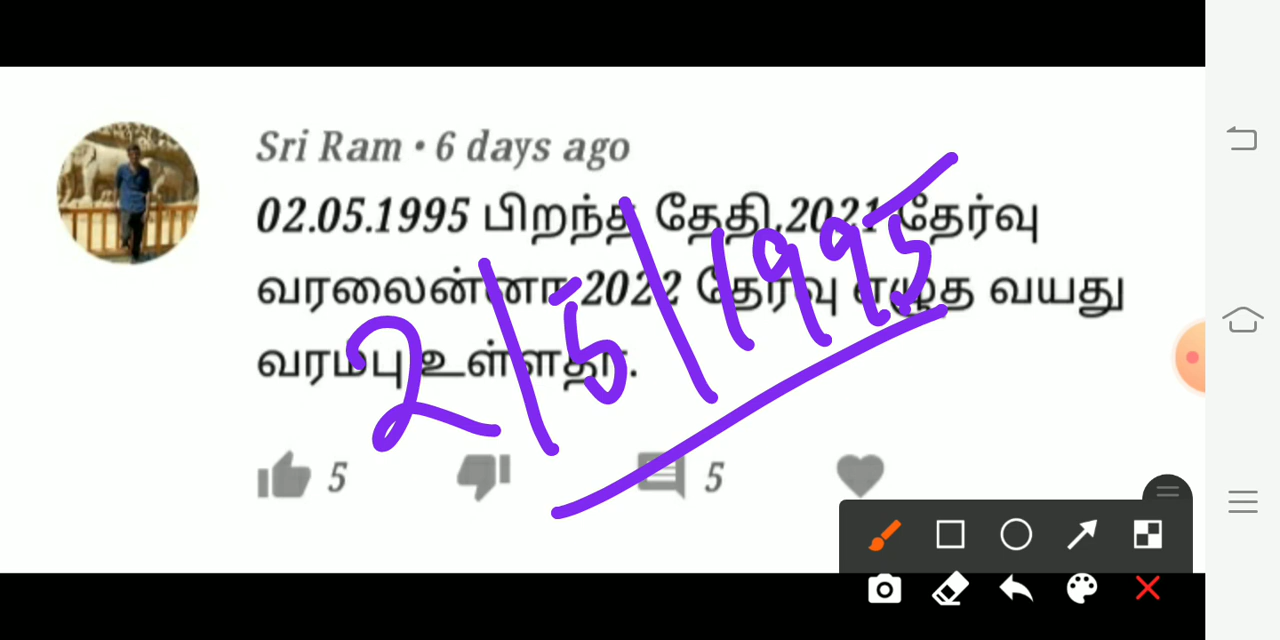 Sri Ram • 6 days ago
02.05.1995 பிறந்த தேதி,2021 தேர்வு
வரலைன்னா 2022 தேர்வு எழுத வயது
வரம்பு உள்ளதா.
2/5/1995
5
5